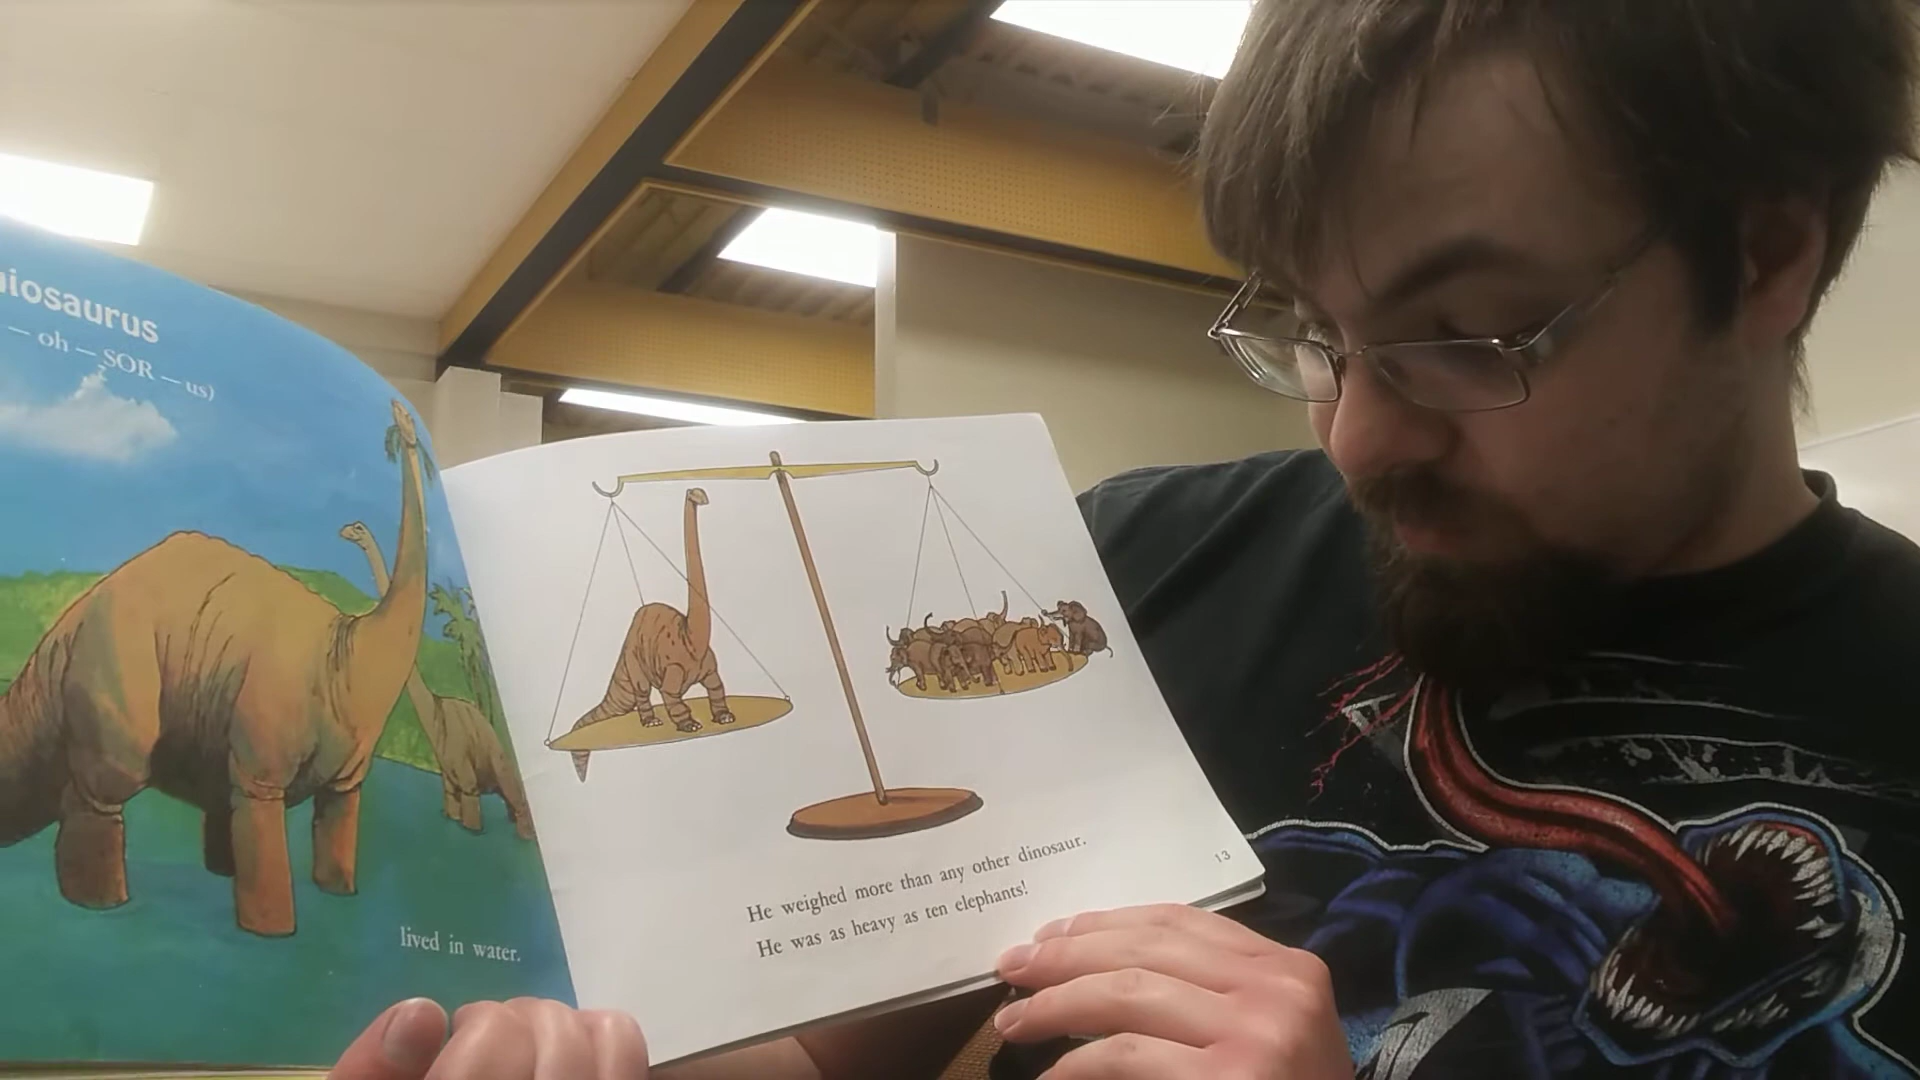 — oh — SOR — us)
lived in water.
He weighed more than any other dinosaur.
He was as heavy as ten elephants!
13